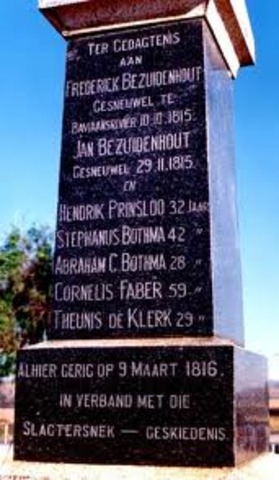 TER GEDAGTENIS
AAN
FREDERICK BEZUIDENHOUT
GESNEUWEL TE
BAVIAANSRIVIER 10.10.1815.
JAN BEZUIDENHOUT
GESNEUWEL 29.11.1815.
EN
HENDRIK PRINSLOO 32 JAAR
STEPHANUS BOTHMA 42 "
ABRAHAM C. BOTHMA 28 "
CORNELIS FABER 59 "
THEUNIS DE KLERK 29 "
ALHIER GERIG OP 9 MAART 1816.
IN VERBAND MET DIE
SLAGTERSNEK — GESKIEDENIS.